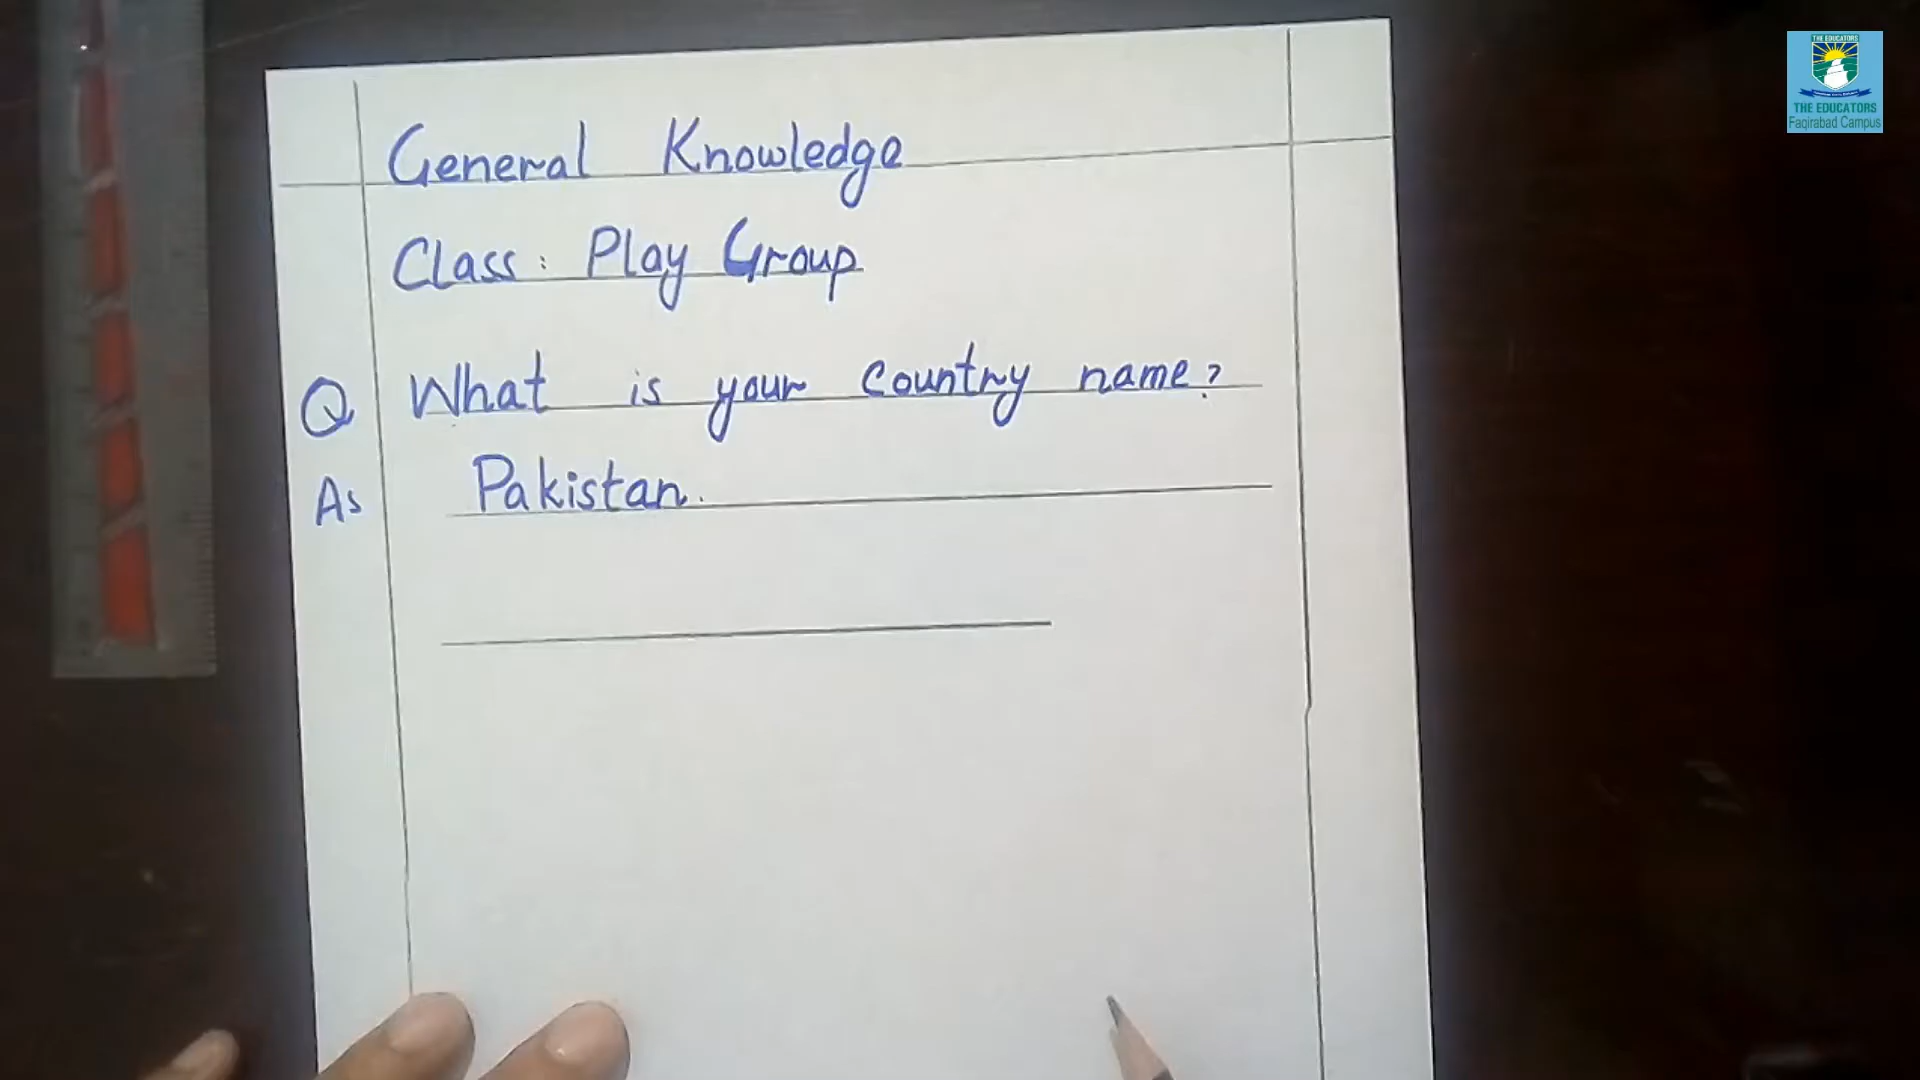 General Knowledge
Class: Play Group
Q What is your country name?
As Pakistan.
THE EDUCATORS
THE EDUCATORS
Faqirabad Campus